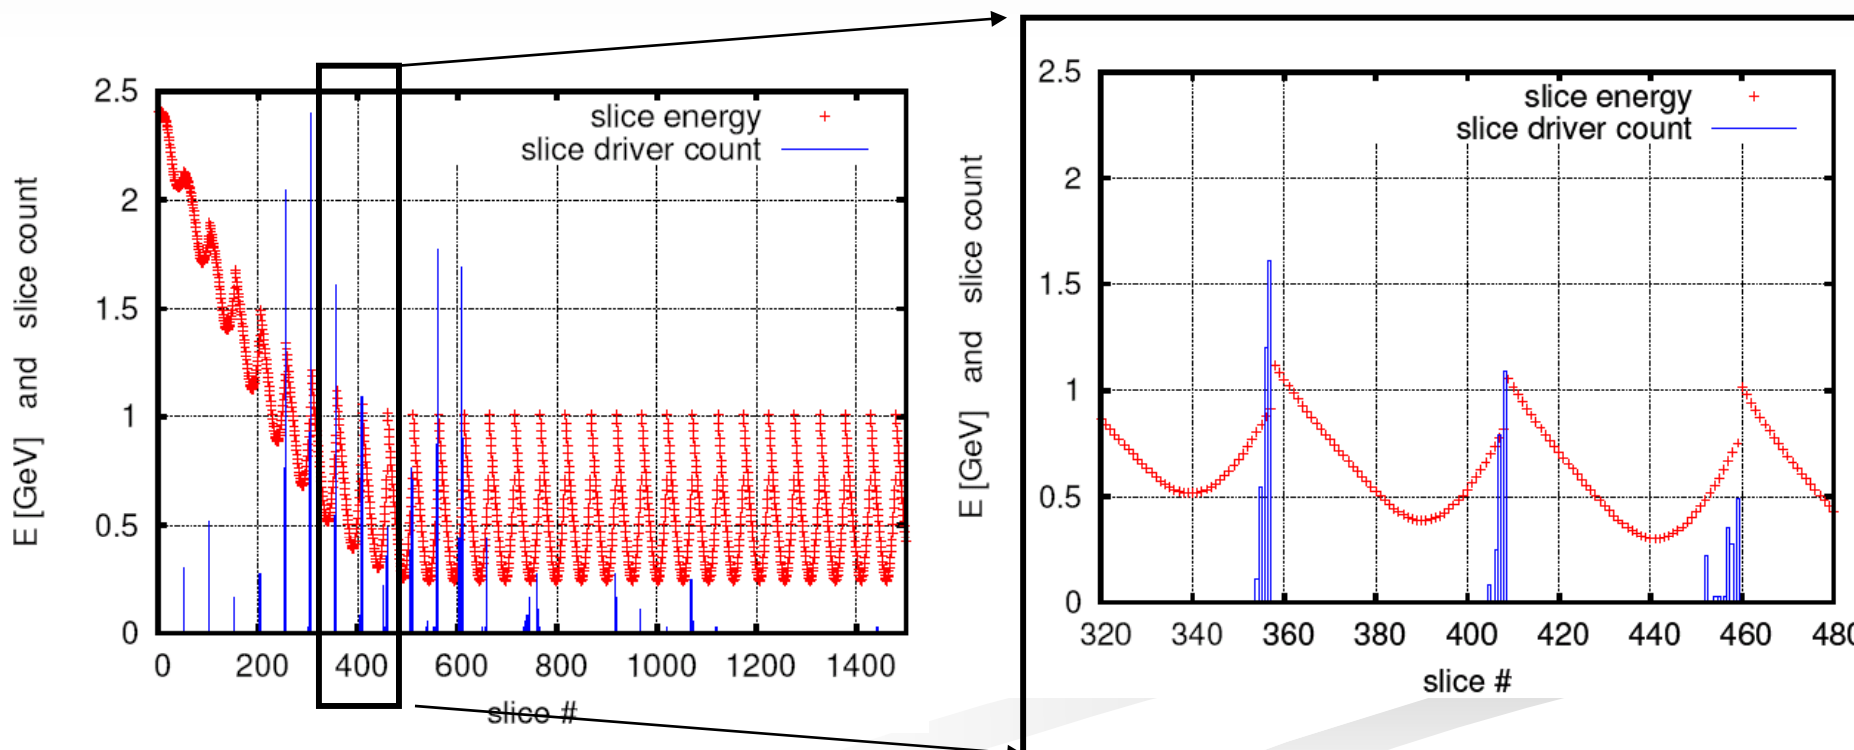 2.5
2
1.5
1
0.5
0
E [GeV] and slice count
slice energy
slice driver count
0 200 400 600 800 1000 1200 1400
slice #
2.5
2
1.5
1
0.5
0
E [GeV] and slice count
slice energy
slice driver count
320 340 360 380 400 420 440 460 480
slice #